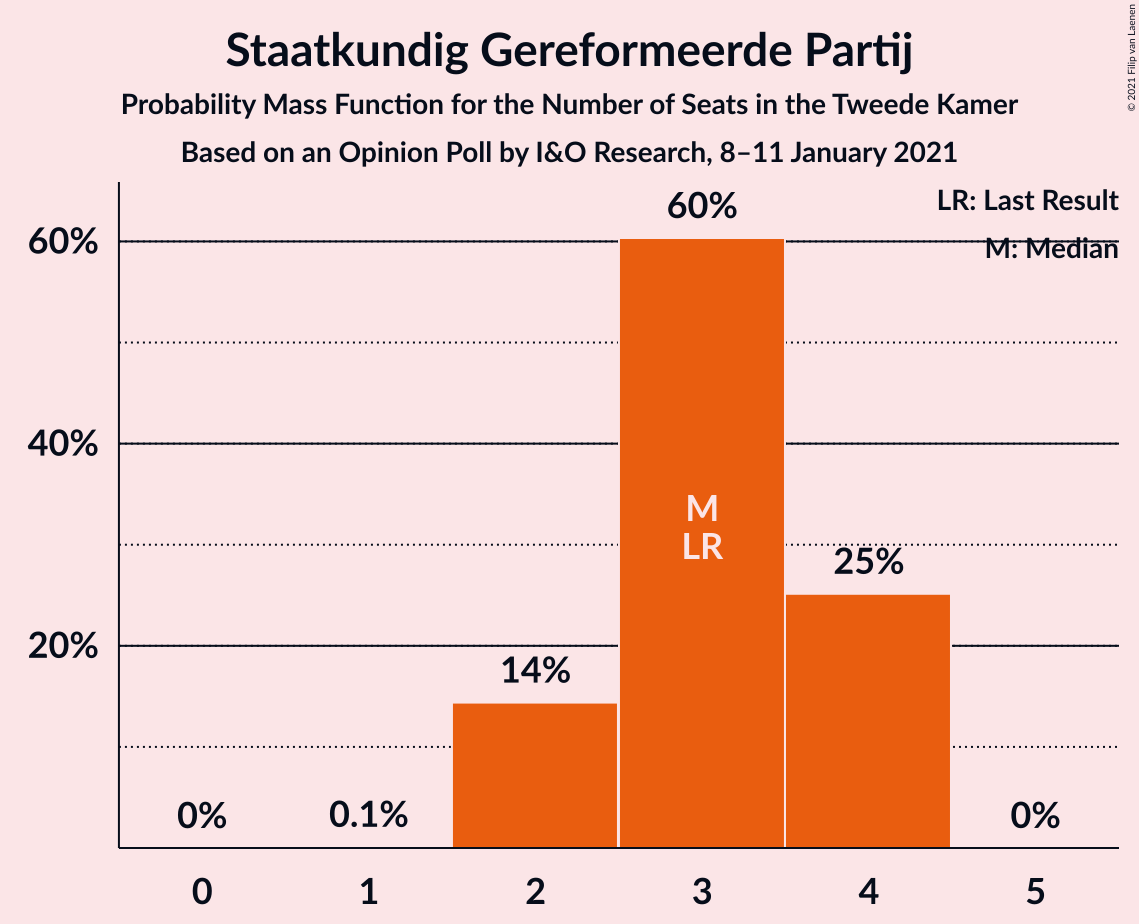 Staatkundig Gereformeerde Partij
Probability Mass Function for the Number of Seats in the Tweede Kamer
Based on an Opinion Poll by I&O Research, 8–11 January 2021
© 2021 Filip van Laenen
LR: Last Result
M: Median
60%
40%
20%
0%
0.1%
14%
60%
M
LR
25%
0%
0 1 2 3 4 5